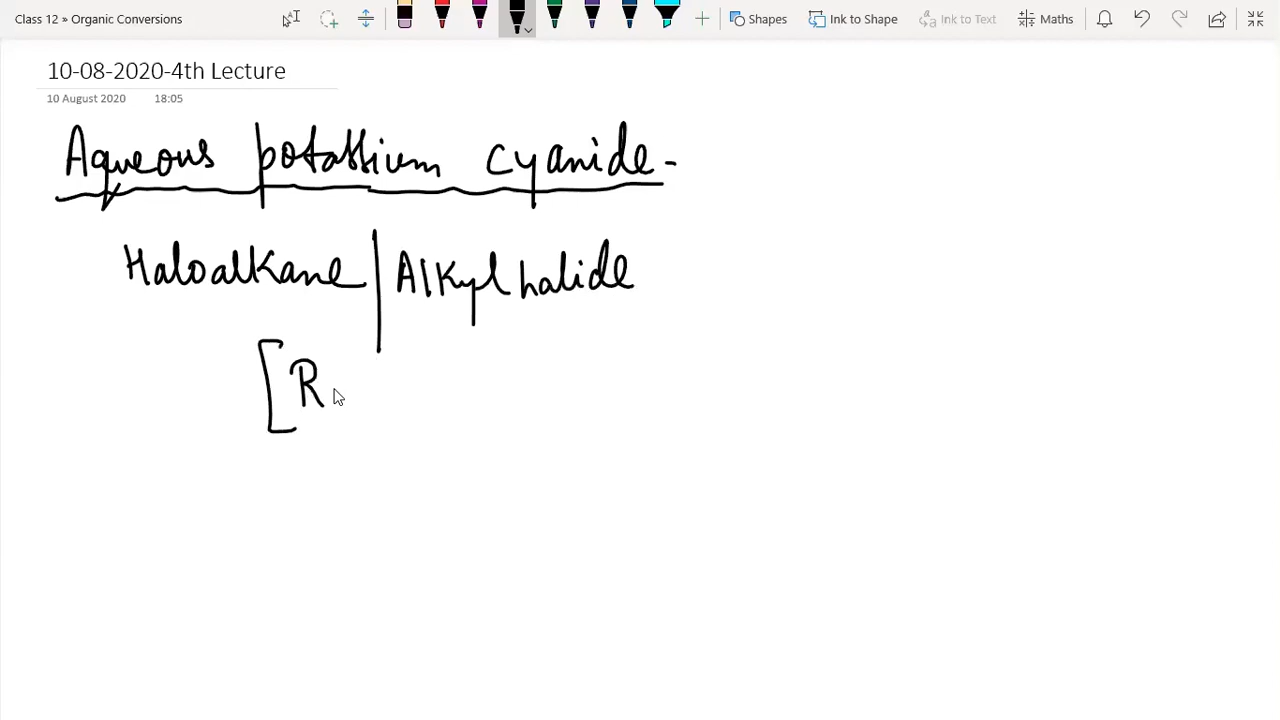 Class 12 » Organic Conversions
Shapes
Ink to Shape
Ink to Text
Maths
10-08-2020-4th Lecture
10 August 2020 18:05
Aqueous potassium cyanide-
Haloalkane | Alkyl halide
[R